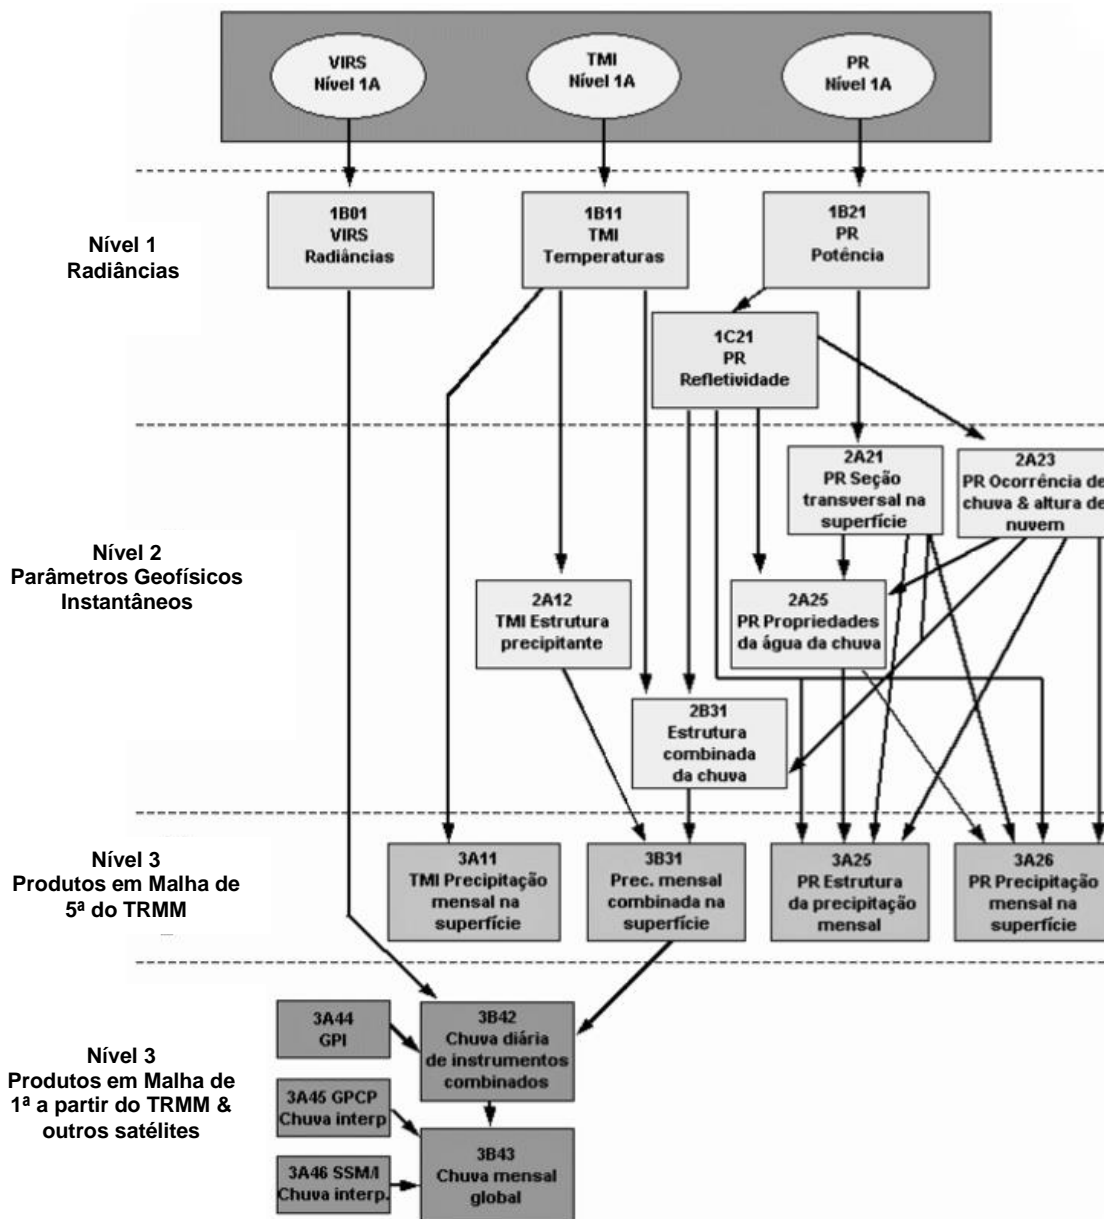 VIRS
Nível 1A
TMI
Nível 1A
PR
Nível 1A
Nível 1
Radiâncias
1B01
VIRS
Radiâncias
1B11
TMI
Temperaturas
1B21
PR
Potência
1C21
PR
Refletividade
Nível 2
Parâmetros Geofísicos
Instantâneos
2A21
PR Seção
transversal na
superfície
2A23
PR Ocorrência de
chuva & altura de
nuvem
2A12
TMI Estrutura
precipitante
2A25
PR Propriedades
da água da chuva
2B31
Estrutura
combinada
da chuva
Nível 3
Produtos em Malha de
5ª do TRMM
3A11
TMI Precipitação
mensal na
superfície
3B31
Prec. mensal
combinada na
superfície
3A25
PR Estrutura
da precipitação
mensal
3A26
PR Precipitação
mensal na
superfície
Nível 3
Produtos em Malha de
1ª a partir do TRMM &
outros satélites
3A44
GPI
3B42
Chuva diária
de instrumentos
combinados
3A45 GPCP
Chuva interp
3A46 SSM/I
Chuva interp.
3B43
Chuva mensal
global